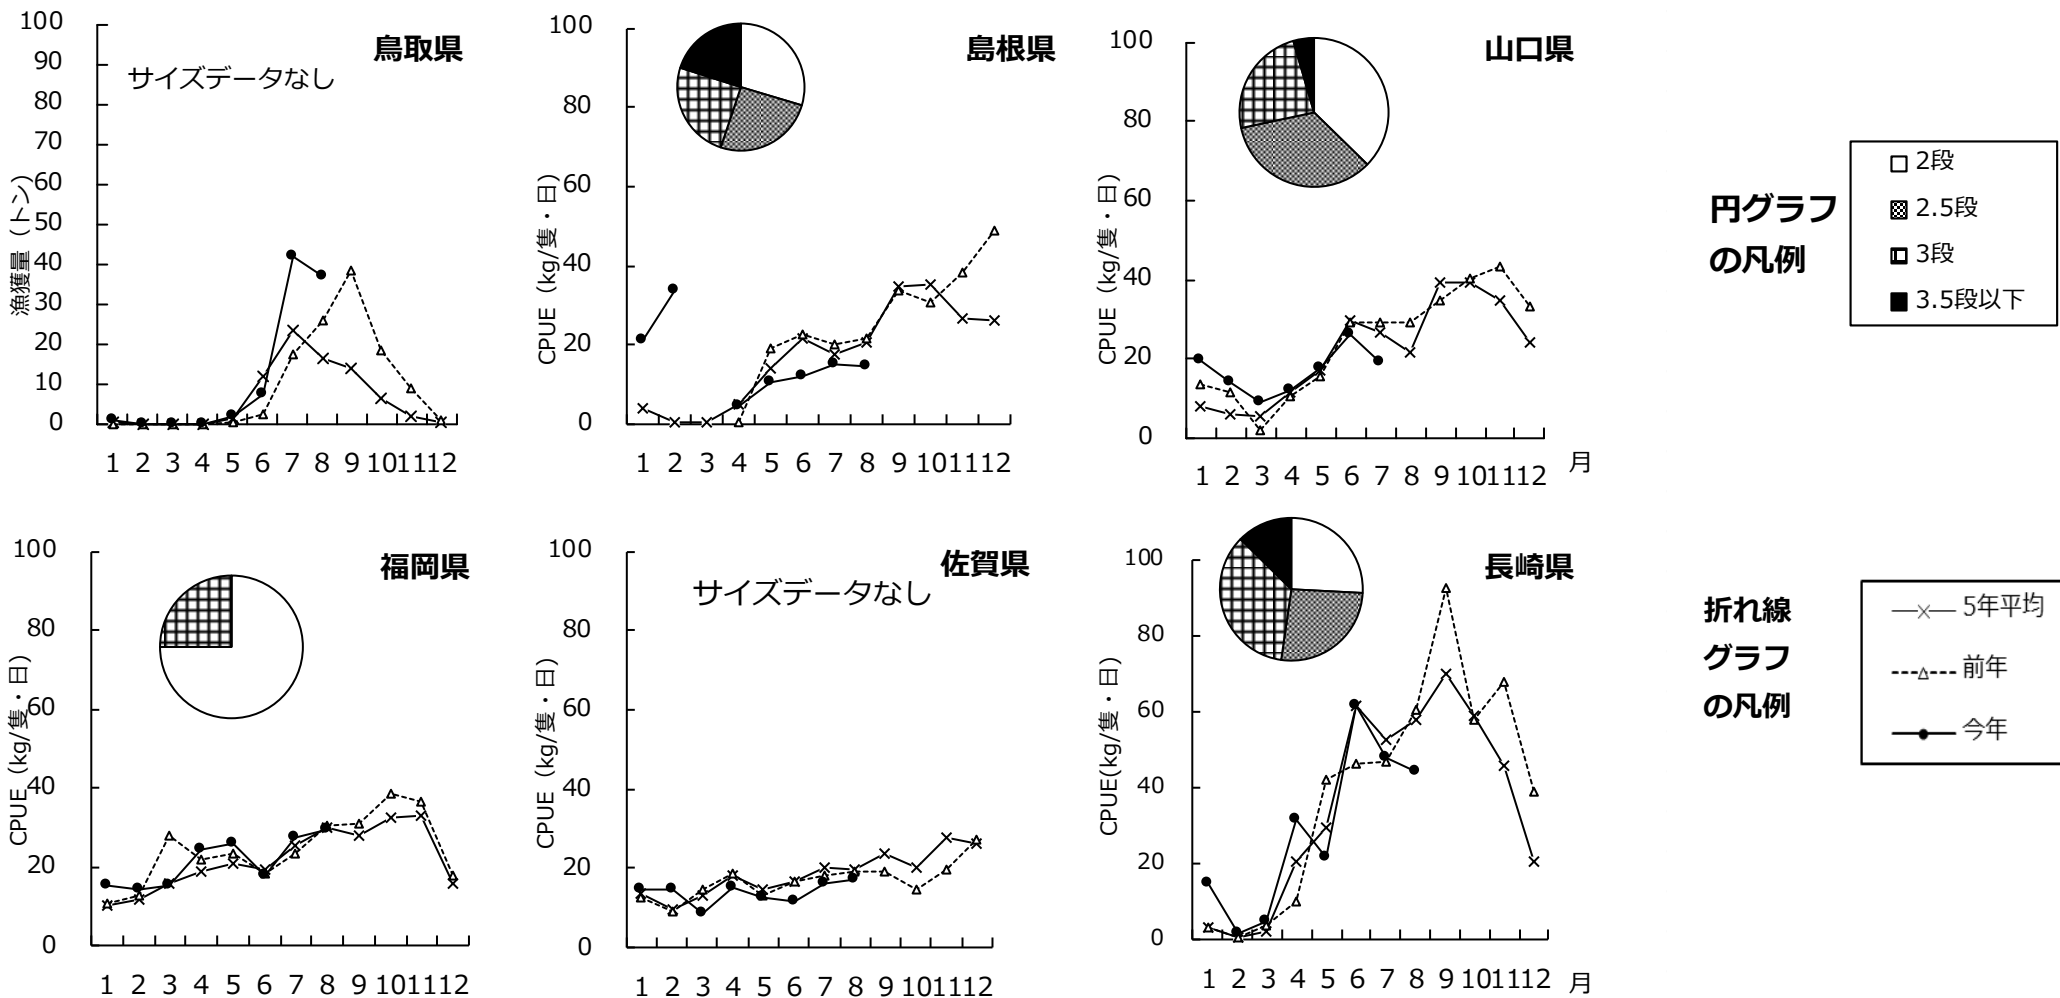 鳥取県
サイズデータなし
漁獲量（トン）
100
90
80
70
60
50
40
30
20
10
0
1 2 3 4 5 6 7 8 9 10 11 12
島根県
CPUE（kg/隻・日）
100
80
60
40
20
0
1 2 3 4 5 6 7 8 9 10 11 12
山口県
CPUE（kg/隻・日）
100
80
60
40
20
0
1 2 3 4 5 6 7 8 9 10 11 12 月
円グラフ
の凡例
2段
2.5段
3段
3.5段以下
福岡県
CPUE（kg/隻・日）
100
80
60
40
20
0
1 2 3 4 5 6 7 8 9 10 11 12
佐賀県
サイズデータなし
CPUE（kg/隻・日）
100
80
60
40
20
0
1 2 3 4 5 6 7 8 9 10 11 12
長崎県
CPUE(kg/隻・日)
100
80
60
40
20
0
1 2 3 4 5 6 7 8 9 10 11 12 月
折れ線
グラフ
の凡例
5年平均
前年
今年